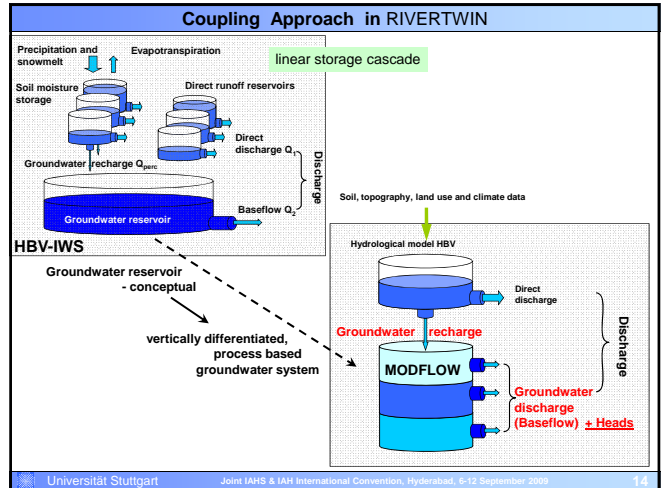 Coupling Approach in RIVERTWIN
Precipitation and
snowmelt
Evapotranspiration
linear storage cascade
Soil moisture
storage
Direct runoff reservoirs
Direct
discharge Q1
Groundwater recharge Qperc
Discharge
Groundwater reservoir
Baseflow Q2
HBV-IWS
Groundwater reservoir
- conceptual
vertically differentiated,
process based
groundwater system
Soil, topography, land use and climate data
Hydrological model HBV
Direct
discharge
Groundwater recharge
Discharge
MODFLOW
Groundwater
discharge
(Baseflow) + Heads
Universität Stuttgart
Joint IAHS & IAH International Convention, Hyderabad, 6-12 September 2009
14